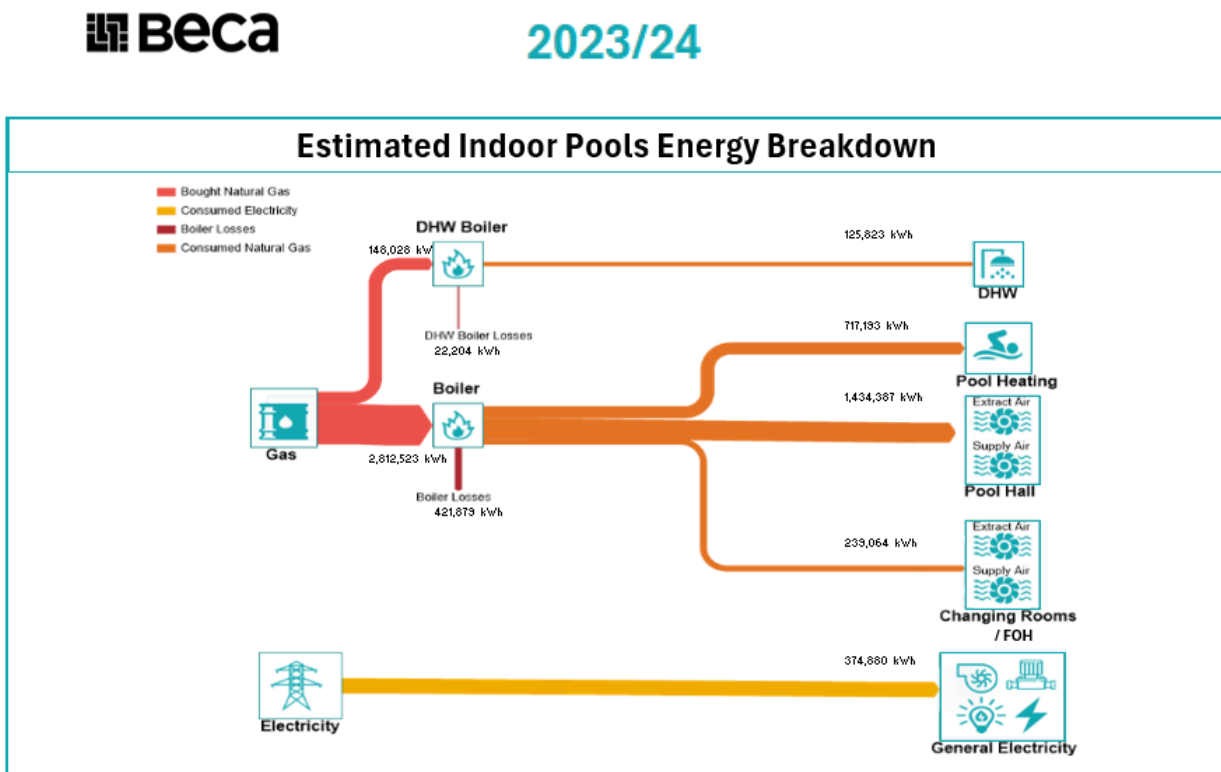 Beca
2023/24
Estimated Indoor Pools Energy Breakdown
Bought Natural Gas
Consumed Electricity
Boiler Losses
Consumed Natural Gas
DHW Boiler
148,028 kW
125,823 kWh
DHW
DHW Boiler Losses
22,204 kWh
717,193 kWh
Pool Heating
Boiler
1,434,387 kWh
Extract Air
Supply Air
Pool Hall
Gas
2,812,523 kWh
Boiler Losses
421,879 kWh
239,064 kWh
Extract Air
Supply Air
Changing Rooms
/ FOH
374,880 kWh
Electricity
General Electricity